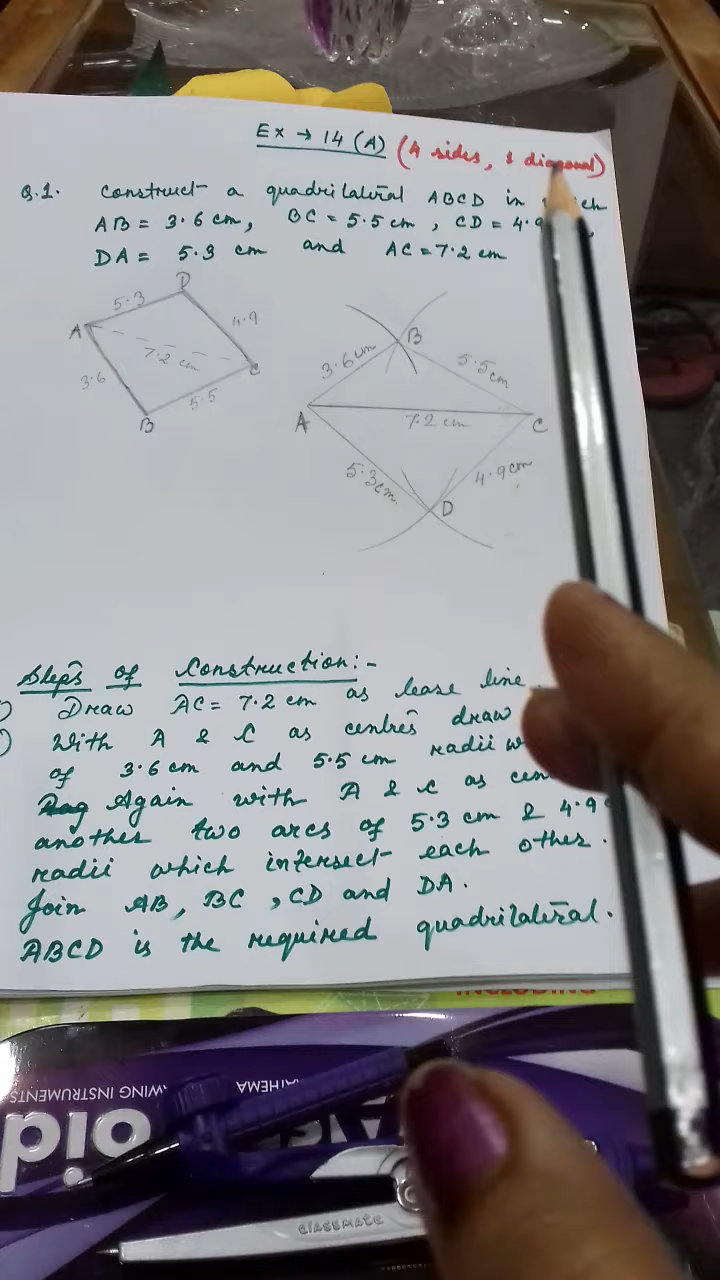 Ex → 14 (A) (4 sides, 1 diagonal)
Q.1. Construct a quadrilateral ABCD in which
AB = 3.6 cm, BC = 5.5 cm, CD = 4.9
DA = 5.3 cm and AC = 7.2 cm
D
5.3
A
4.9
7.2 cm
C
3.6
5.5
B
B
3.6 cm
5.5 cm
A
7.2 cm
C
5.3 cm
4.9 cm
D
Steps of Construction:-
Draw AC = 7.2 cm as base line
With A & C as centres draw
of 3.6 cm and 5.5 cm radii
Again with A & C as
another two arcs of 5.3 cm & 4.9
radii which intersect each other.
Join AB, BC, CD and DA.
ABCD is the required quadrilateral.
INCLUDING
MATHEMA
DRAWING INSTRUMENTS
oid
CLASSMATE